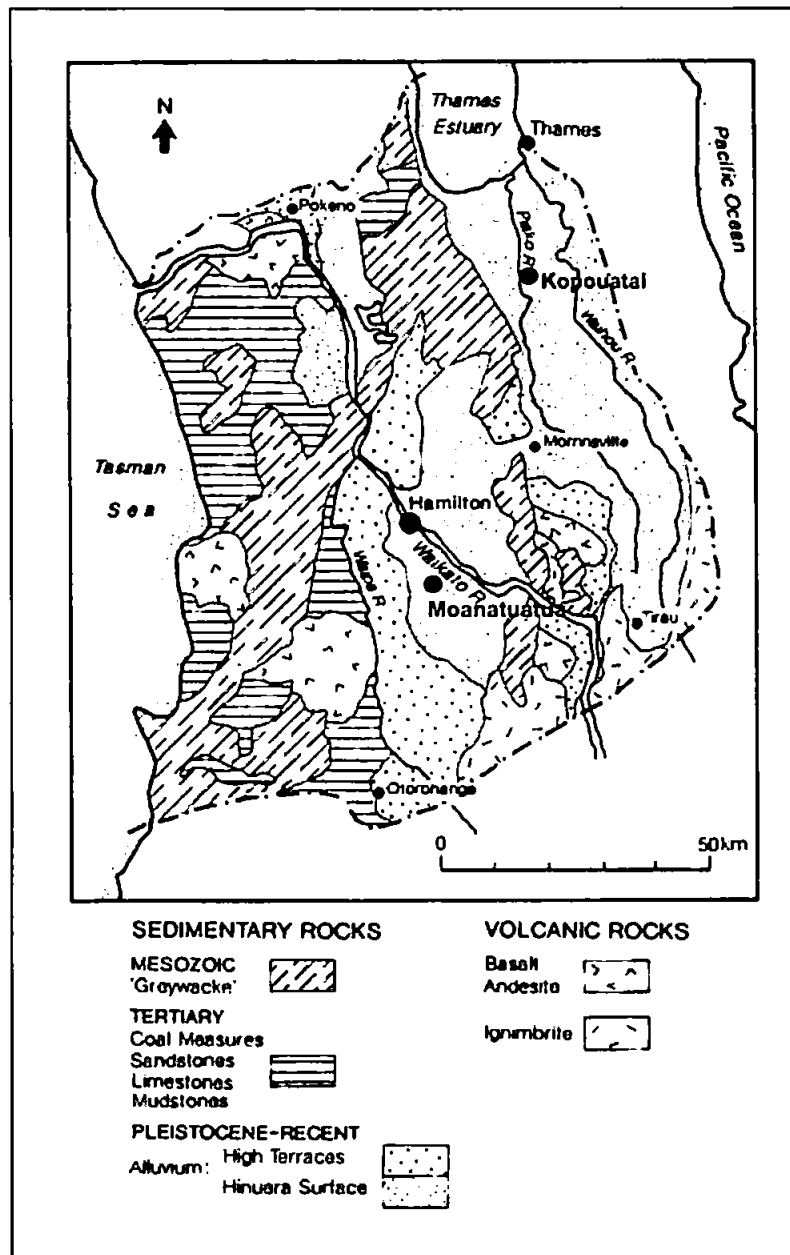 N
Thames
Estuary
Thames
Pacific Ocean
Pokeno
Piako R
Kopouatai
Waihou R
Morrinsville
Tasman
Sea
Hamilton
Waikato R
Waipa R
Moanatuatua
Tirau
Otorohanga
0 50km
SEDIMENTARY ROCKS
MESOZOIC
'Greywacke'
TERTIARY
Coal Measures
Sandstones
Limestones
Mudstones
PLEISTOCENE-RECENT
Alluvium: High Terraces
Hinuera Surface
VOLCANIC ROCKS
Basalt
Andesite
Ignimbrite